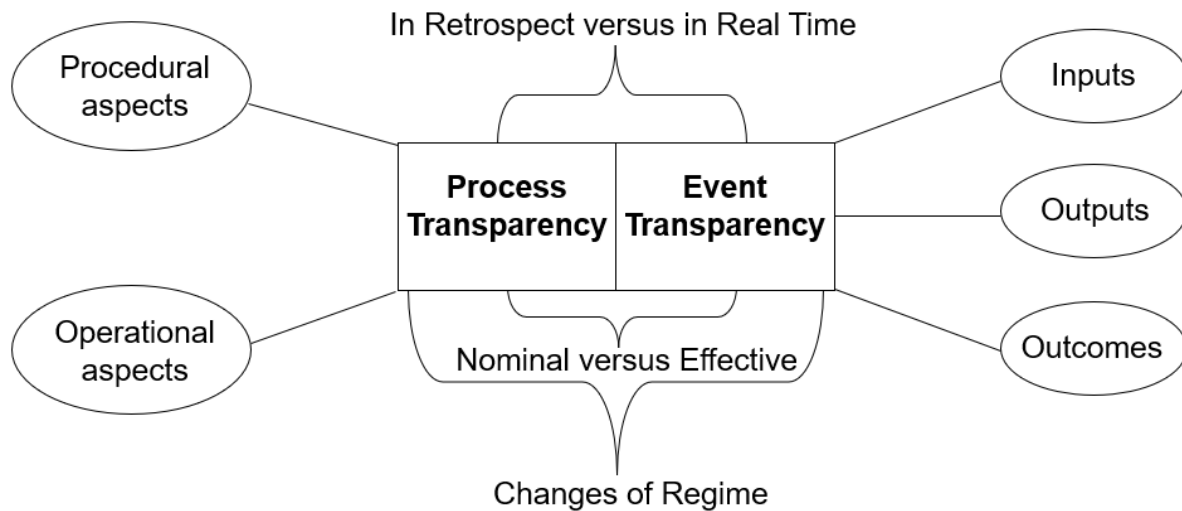 In Retrospect versus in Real Time
Procedural
aspects
Inputs
Process
Transparency
Event
Transparency
Outputs
Operational
aspects
Outcomes
Nominal versus Effective
Changes of Regime